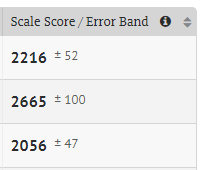 Scale Score / Error Band
2216 ± 52
2665 ± 100
2056 ± 47